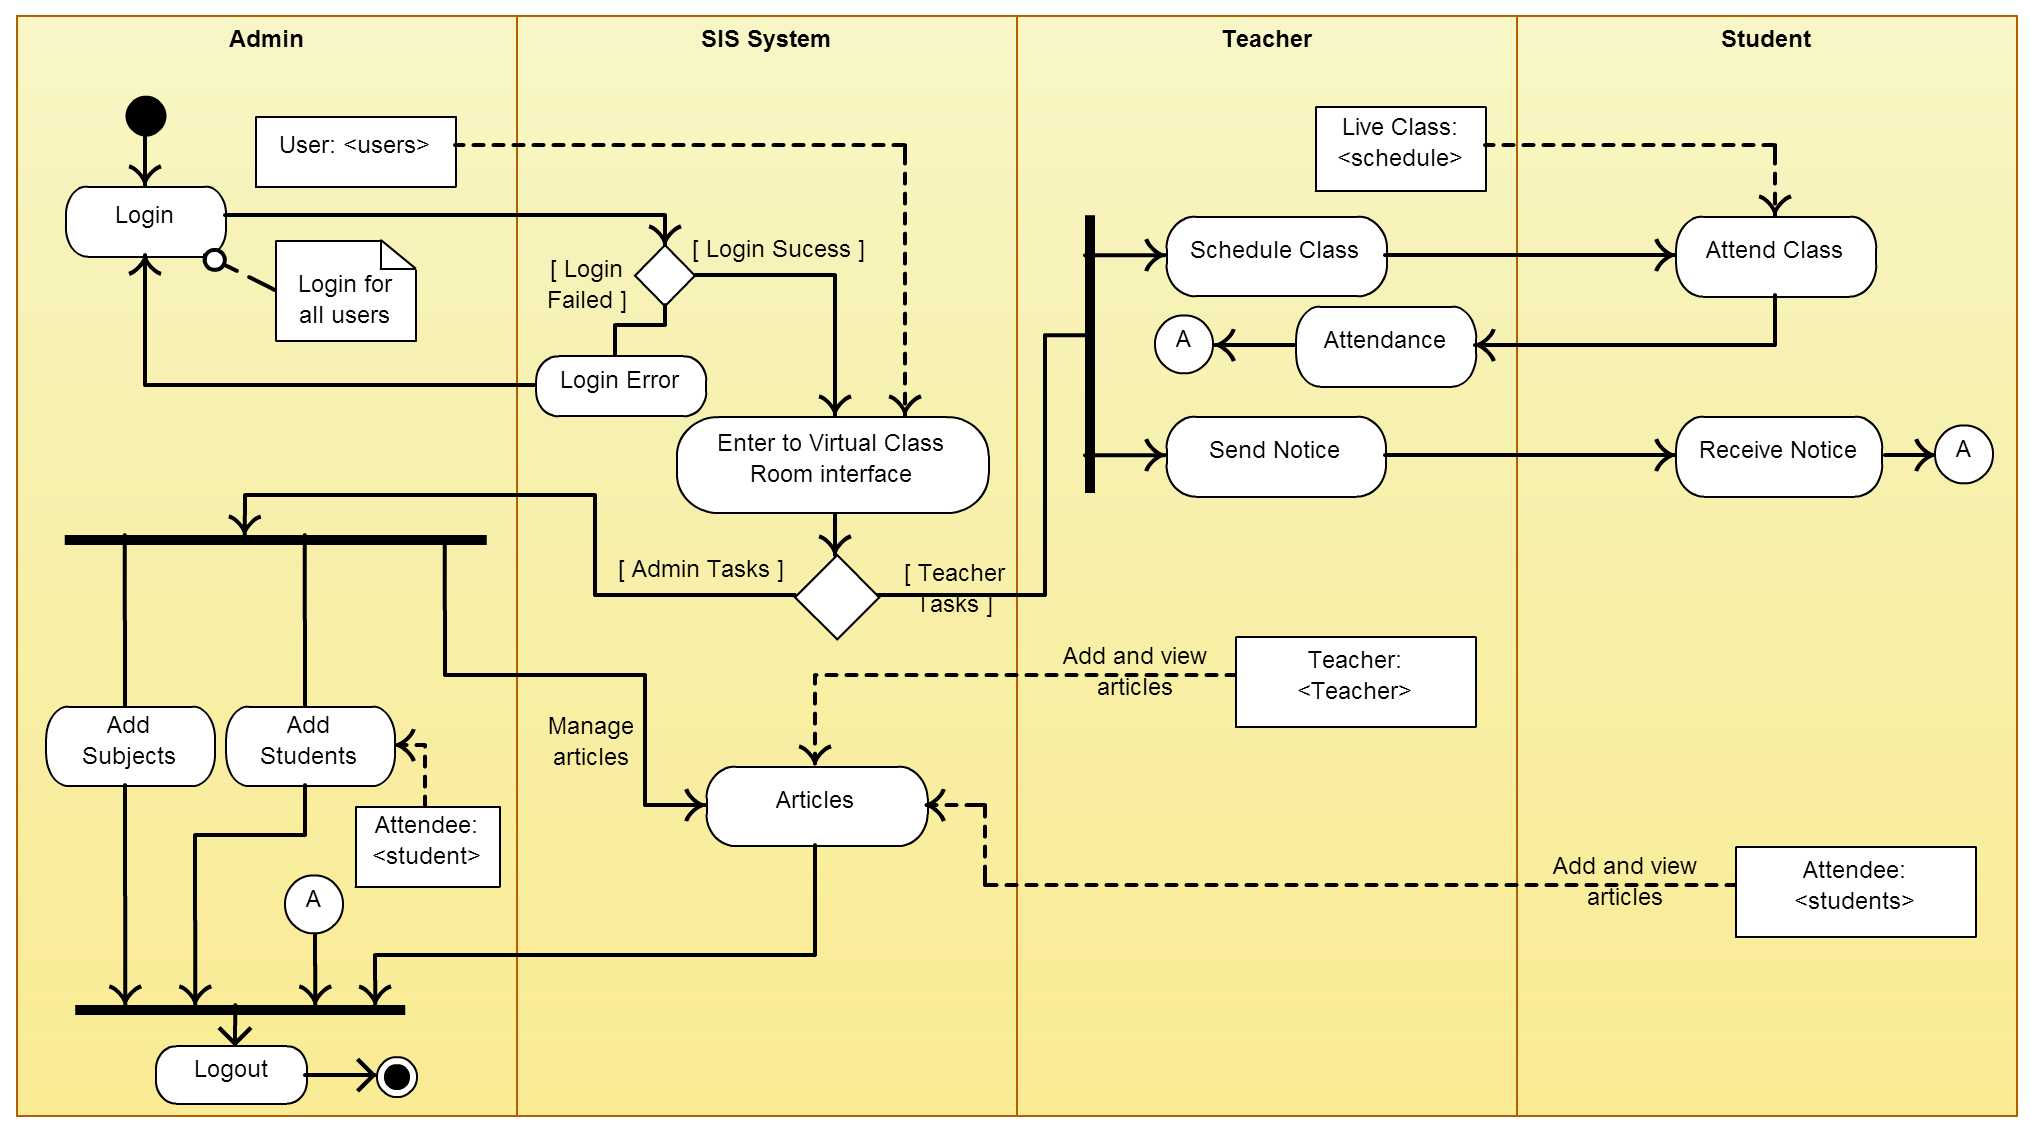 Admin
SIS System
Teacher
Student
User: <users>
Live Class:
<schedule>
Login
Login for
all users
[ Login Sucess ]
[ Login
Failed ]
Login Error
Schedule Class
Attend Class
A
Attendance
Enter to Virtual Class
Room interface
Send Notice
Receive Notice
A
[ Admin Tasks ]
[ Teacher
Tasks ]
Add and view
articles
Teacher:
<Teacher>
Add
Subjects
Add
Students
Manage
articles
Articles
Attendee:
<student>
A
Add and view
articles
Attendee:
<students>
Logout